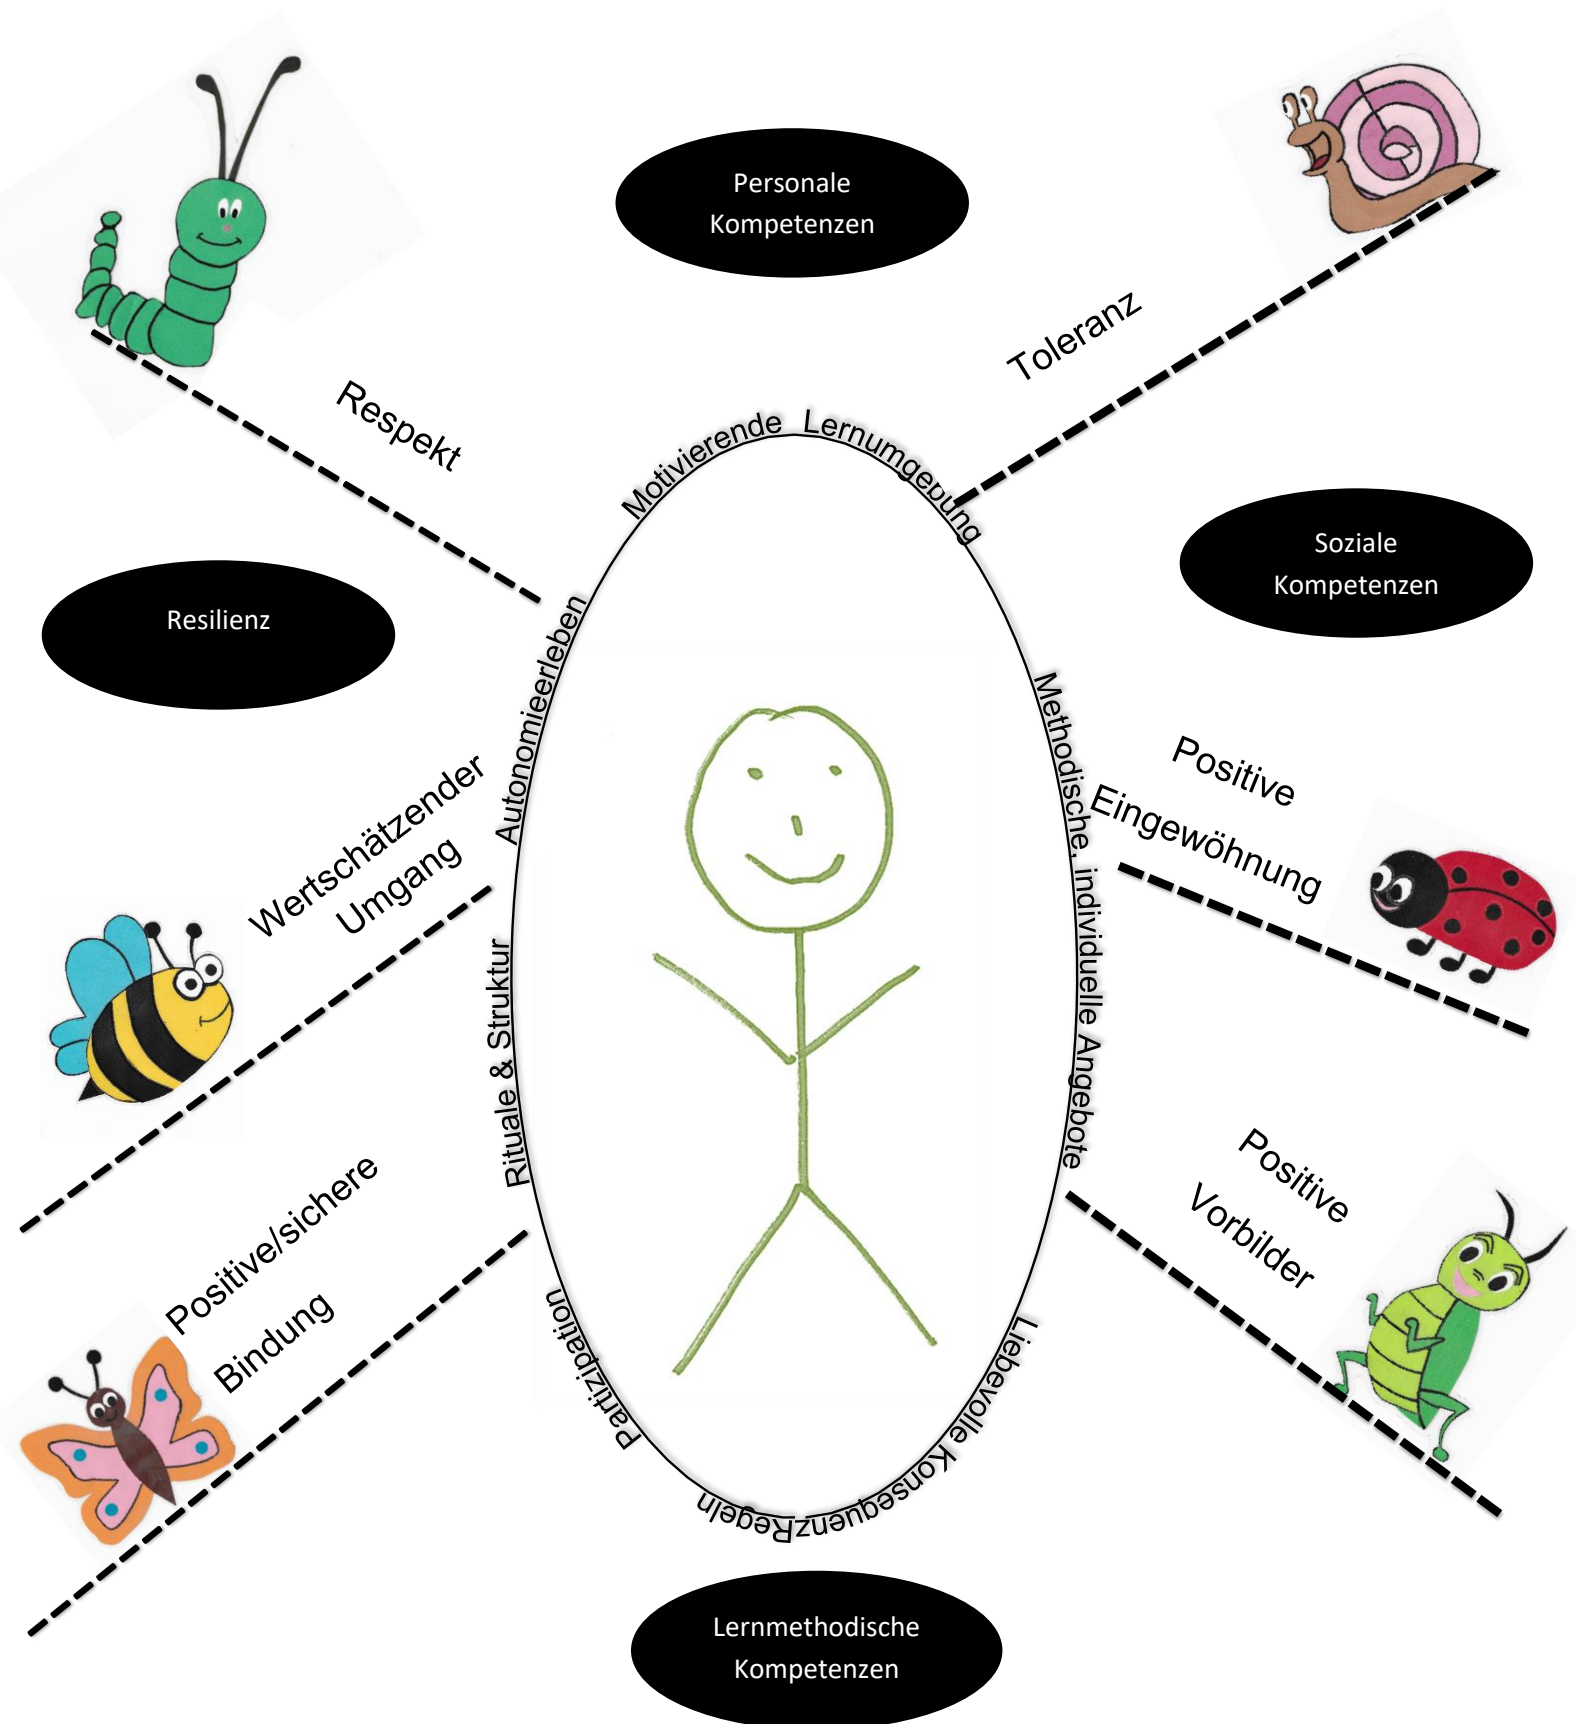 Personale
Kompetenzen
Toleranz
Respekt
Motivierende Lernumgebung
Soziale
Kompetenzen
Resilienz
Autonomieerleben
Methodische, individuelle Angebote
Positive
Eingewöhnung
Wertschätzender
Umgang
Rituale & Struktur
Positive
Vorbilder
Positive/sichere
Bindung
Partizipation
Liebevolle Konsequenz
Regeln
Lernmethodische
Kompetenzen